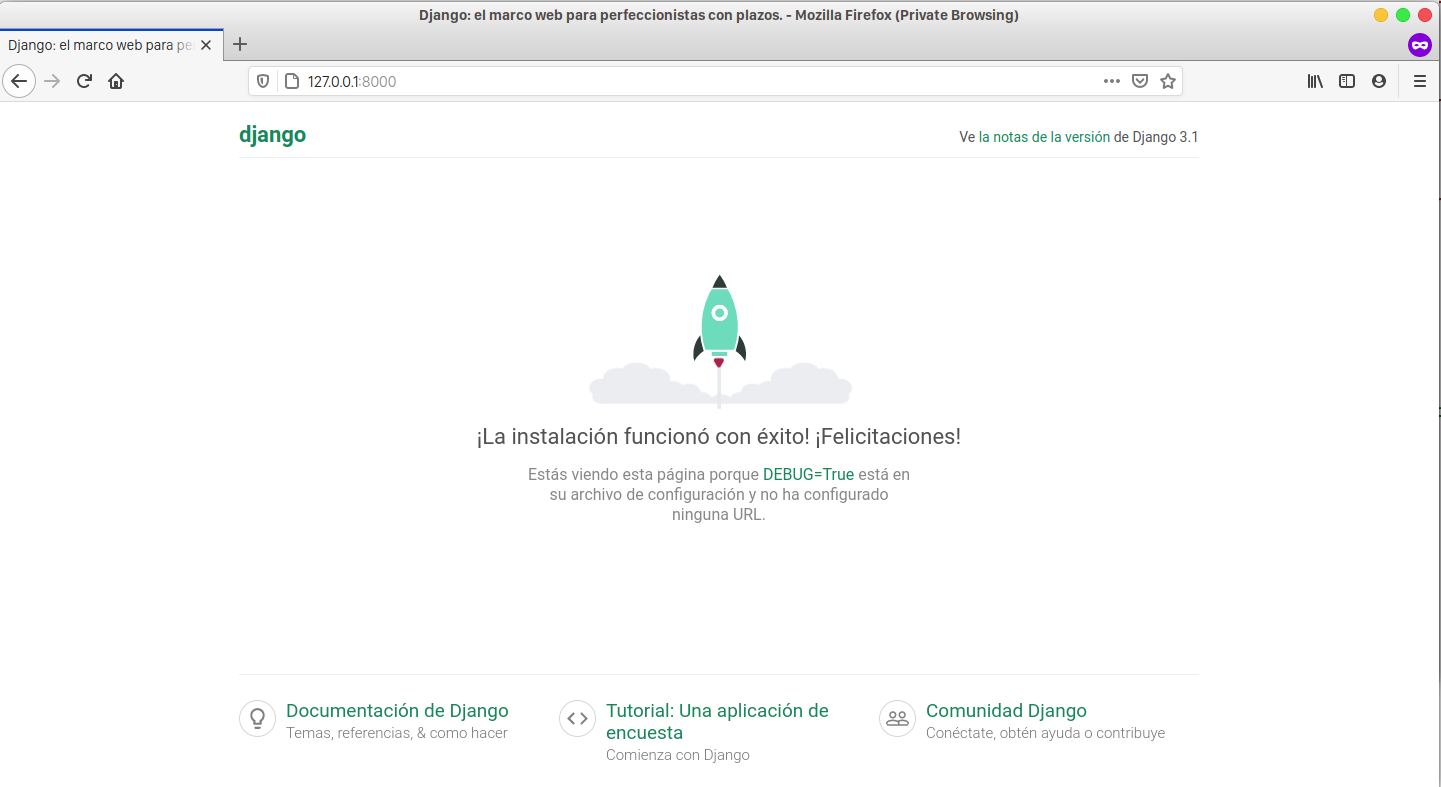 Django: el marco web para perfeccionistas con plazos. - Mozilla Firefox (Private Browsing)
Django: el marco web para pe
127.0.0.1:8000
django
Ve la notas de la versión de Django 3.1
¡La instalación funcionó con éxito! ¡Felicitaciones!
Estás viendo esta página porque DEBUG=True está en
su archivo de configuración y no ha configurado
ninguna URL.
Documentación de Django
Temas, referencias, & como hacer
Tutorial: Una aplicación de
encuesta
Comienza con Django
Comunidad Django
Conéctate, obtén ayuda o contribuye